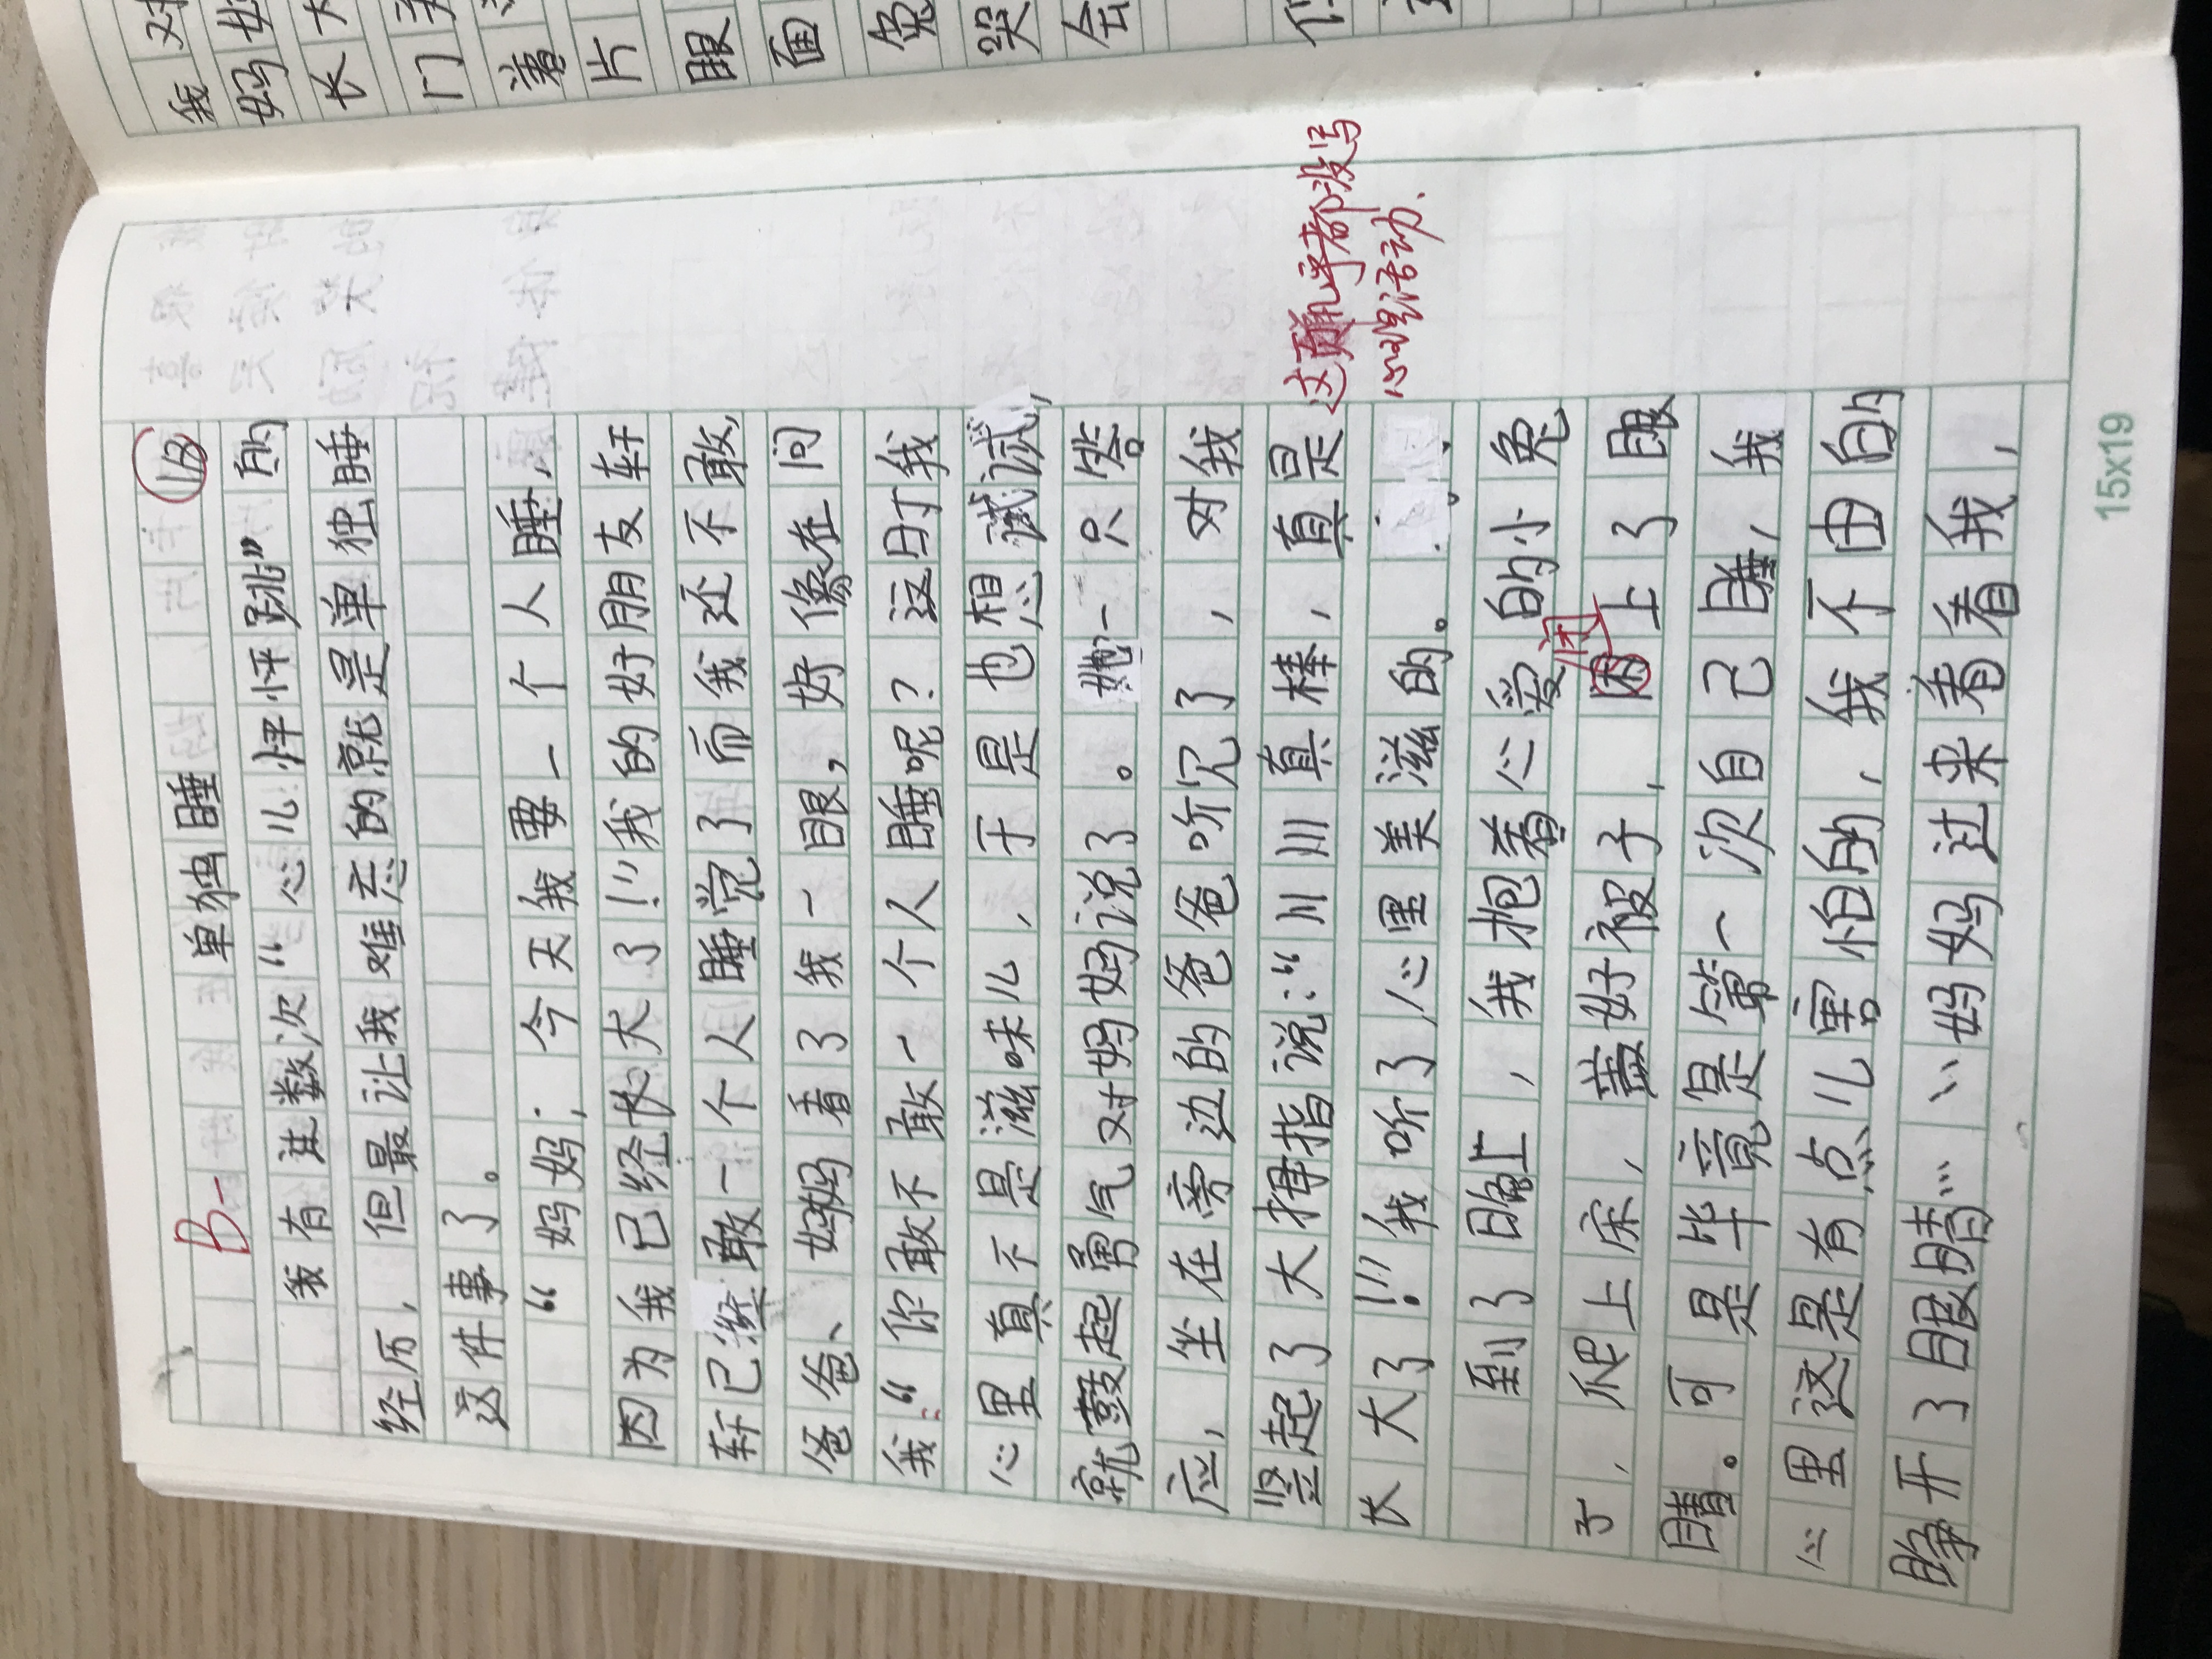 B- 单独睡 18
我有过数次“心儿怦怦跳”的
经历，但最让我难忘的就是单独睡
这件事了。
“妈妈；今天我要一个人睡，
因为我已经长大了！”我的好朋友轩
轩已经敢一个人睡觉了而我还不敢，
爸爸、妈妈看了我一眼，好像在问
我：“你敢不敢一个人睡呢？这时我
心里真不是滋味儿，于是也想试试，
就鼓起勇气对妈妈说了。她一只答
应，坐在旁边的爸爸听见了，对我
竖起了大拇指说：“川川真棒，真是
长大了！！”我听了心里美滋的。
这页几乎都没写
心理活动.
到了晚上，我抱着心爱的小兔
子，爬上床，盖好被子，困上了眼
闭
睛。可是毕竟是第一次自己睡，我
心里这是有点儿害怕的，我不由的
睁开了眼睛……妈妈过来看看我，
15x19
我对
长大
门
着
片
眼
面
兔
哭
会